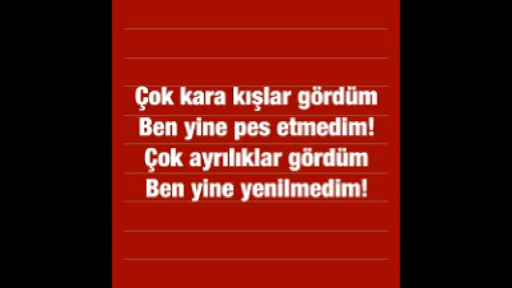 Çok kara kışlar gördüm
Ben yine pes etmedim!
Çok ayrılıklar gördüm
Ben yine yenilmedim!